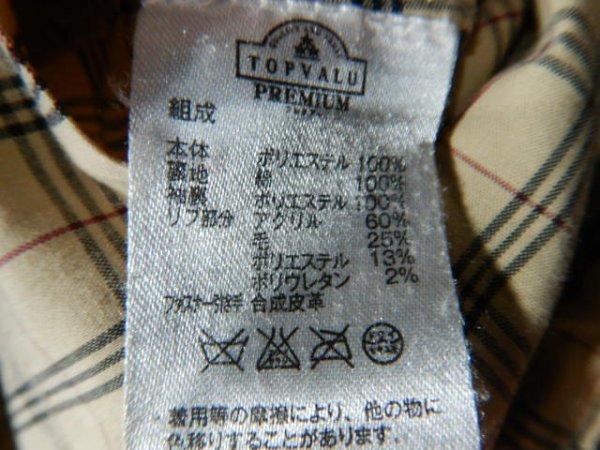 TOPVALU
PREMIUM
組成
本体 ポリエステル 100%
裏地 綿 100%
袖裏 ポリエステル 100%
リブ部分 アクリル 60%
毛 25%
ポリエステル 13%
ポリウレタン 2%
ファスナー引き手 合成皮革
着用等の摩擦により、他の物に
色移りすることがあります。